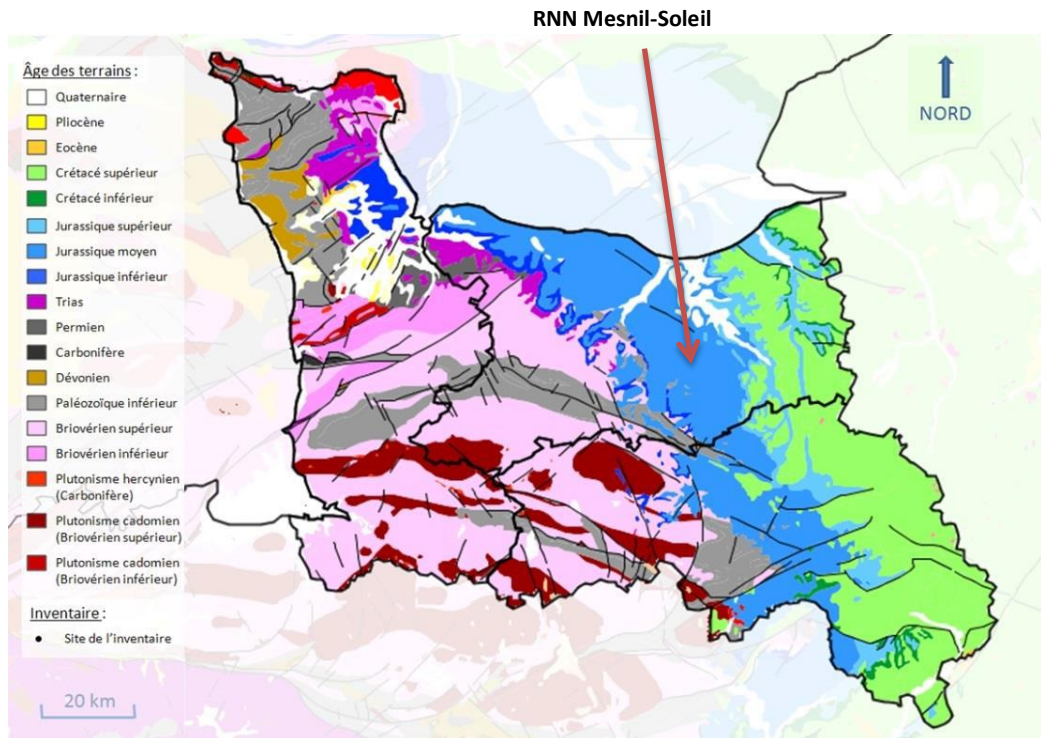 RNN Mesnil-Soleil
Âge des terrains :
Quaternaire
Pliocène
Eocène
Crétacé supérieur
Crétacé inférieur
Jurassique supérieur
Jurassique moyen
Jurassique inférieur
Trias
Permien
Carbonifère
Dévonien
Paléozoïque inférieur
Briovérien supérieur
Briovérien inférieur
Plutonisme hercynien
(Carbonifère)
Plutonisme cadomien
(Briovérien supérieur)
Plutonisme cadomien
(Briovérien inférieur)
Inventaire :
Site de l'inventaire
20 km
NORD